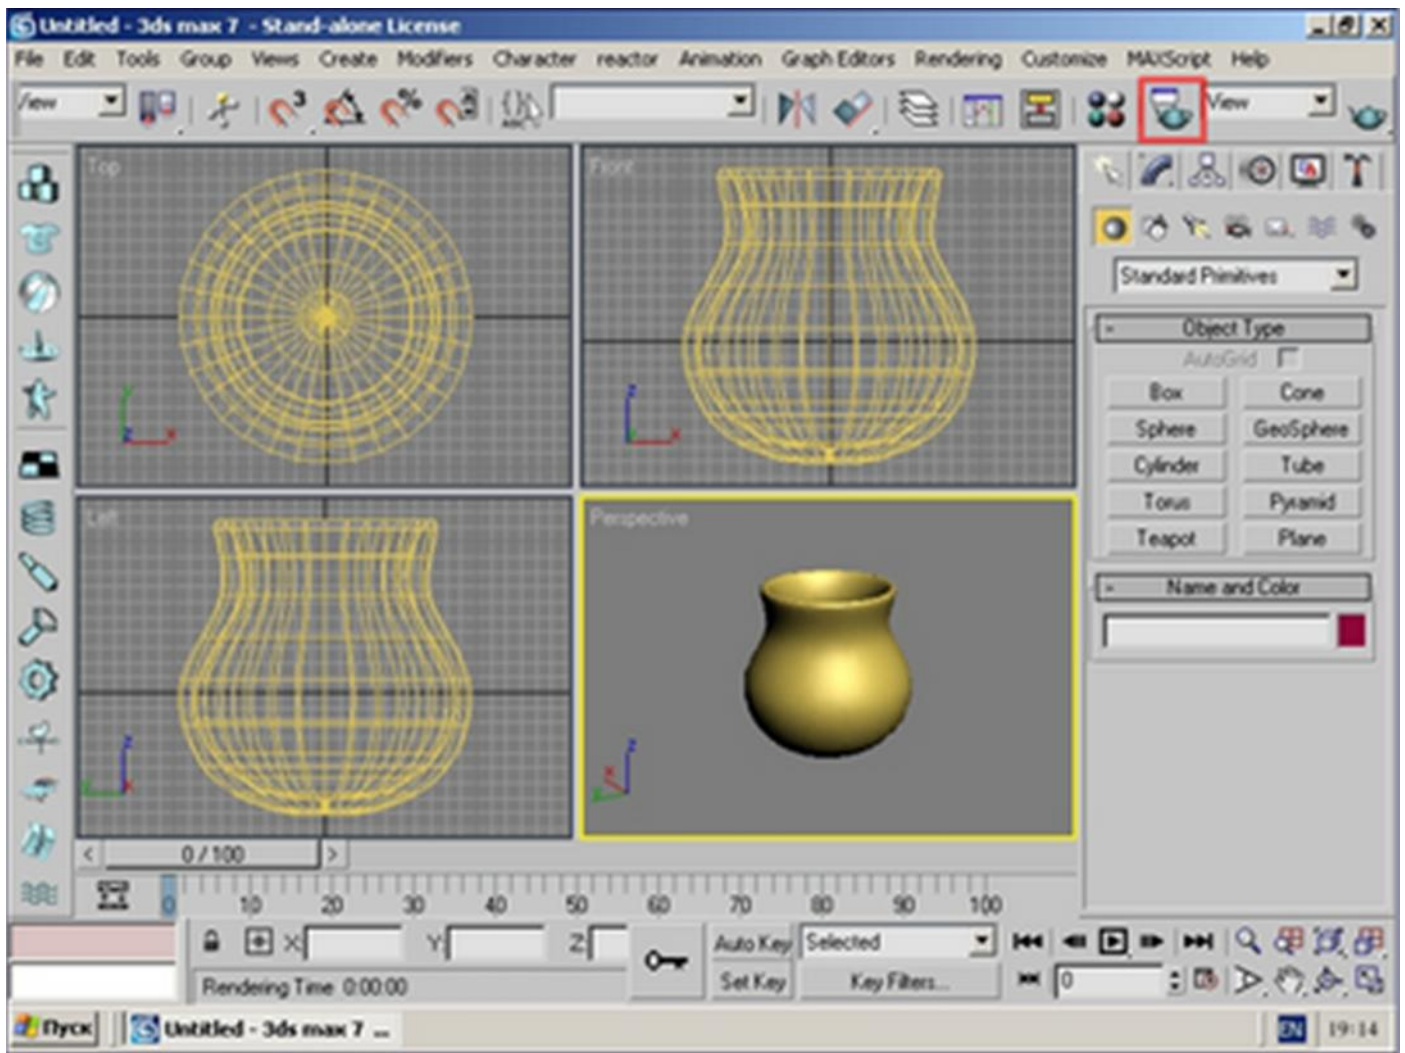 Untitled - 3ds max 7 - Stand-alone License
File Edit Tools Group Views Create Modifiers Character reactor Animation Graph Editors Rendering Customize MAXScript Help
View 3 % ABC View
Top
Front
Left
Perspective
x
y
z
Standard Primitives
- Object Type
AutoGrid
Box Cone
Sphere GeoSphere
Cylinder Tube
Torus Pyramid
Teapot Plane
- Name and Color
< 0 / 100 >
0 10 20 30 40 50 60 70 80 90 100
X: Y: Z: Auto Key Selected
Rendering Time 0:00:00 Set Key Key Filters... 0
Пуск Untitled - 3ds max 7 ... EN 19:14